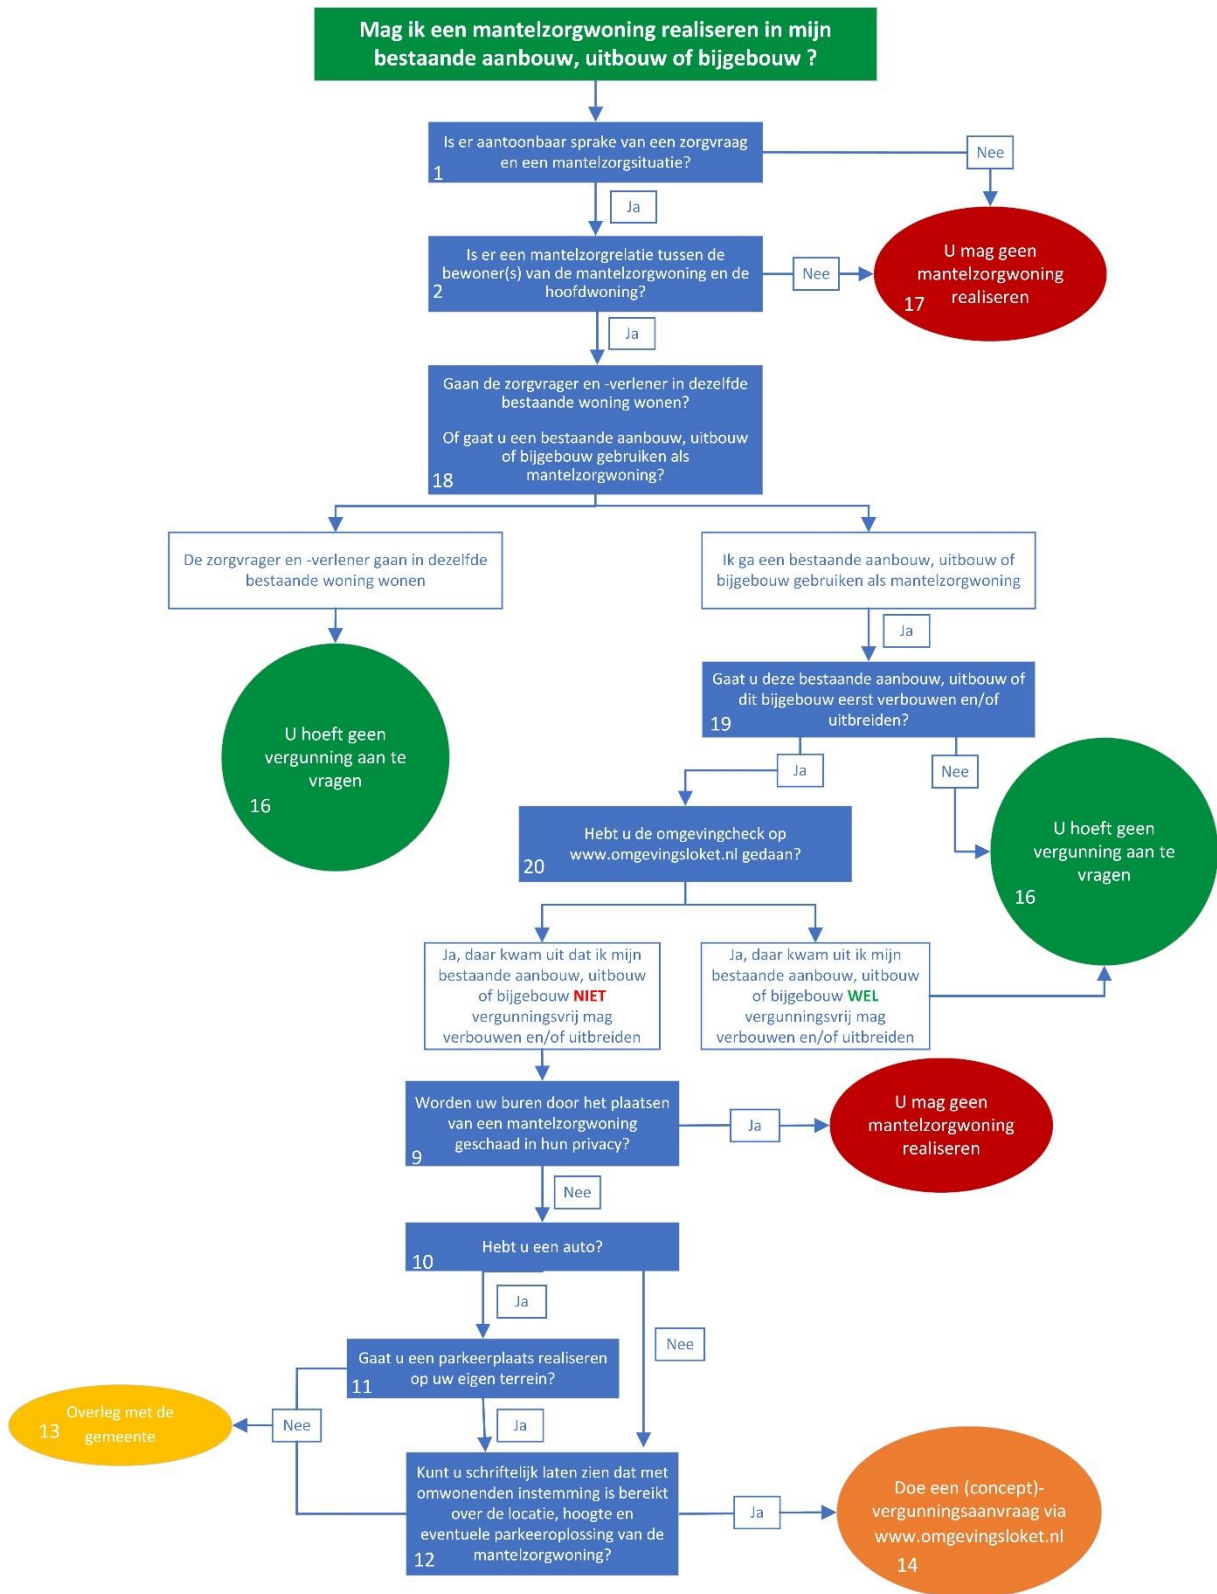 Mag ik een mantelzorgwoning realiseren in mijn
bestaande aanbouw, uitbouw of bijgebouw ?
Is er aantoonbaar sprake van een zorgvraag
en een mantelzorgsituatie?
1
Nee
Ja
Is er een mantelzorgrelatie tussen de
bewoner(s) van de mantelzorgwoning en de
hoofdwoning?
2
Nee
U mag geen
mantelzorgwoning
realiseren
17
Ja
Gaan de zorgvrager en -verlener in dezelfde
bestaande woning wonen?
Of gaat u een bestaande aanbouw, uitbouw
of bijgebouw gebruiken als
mantelzorgwoning?
18
De zorgvrager en -verlener gaan in dezelfde
bestaande woning wonen
Ik ga een bestaande aanbouw, uitbouw of
bijgebouw gebruiken als mantelzorgwoning
Ja
U hoeft geen
vergunning aan te
vragen
16
Gaat u deze bestaande aanbouw, uitbouw of
dit bijgebouw eerst verbouwen en/of
uitbreiden?
19
Ja
Nee
U hoeft geen
vergunning aan te
vragen
16
Hebt u de omgevingcheck op
www.omgevingsloket.nl gedaan?
20
Ja, daar kwam uit dat ik mijn
bestaande aanbouw, uitbouw
of bijgebouw NIET
vergunningsvrij mag
verbouwen en/of uitbreiden
Ja, daar kwam uit ik mijn
bestaande aanbouw, uitbouw
of bijgebouw WEL
vergunningsvrij mag
verbouwen en/of uitbreiden
Worden uw buren door het plaatsen
van een mantelzorgwoning
geschaad in hun privacy?
9
Ja
U mag geen
mantelzorgwoning
realiseren
Nee
Hebt u een auto?
10
Ja
Nee
Gaat u een parkeerplaats realiseren
op uw eigen terrein?
11
Overleg met de
gemeente
13
Nee
Ja
Kunt u schriftelijk laten zien dat met
omwonenden instemming is bereikt
over de locatie, hoogte en
eventuele parkeeroplossing van de
mantelzorgwoning?
12
Ja
Doe een (concept)-
vergunningsaanvraag via
www.omgevingsloket.nl
14